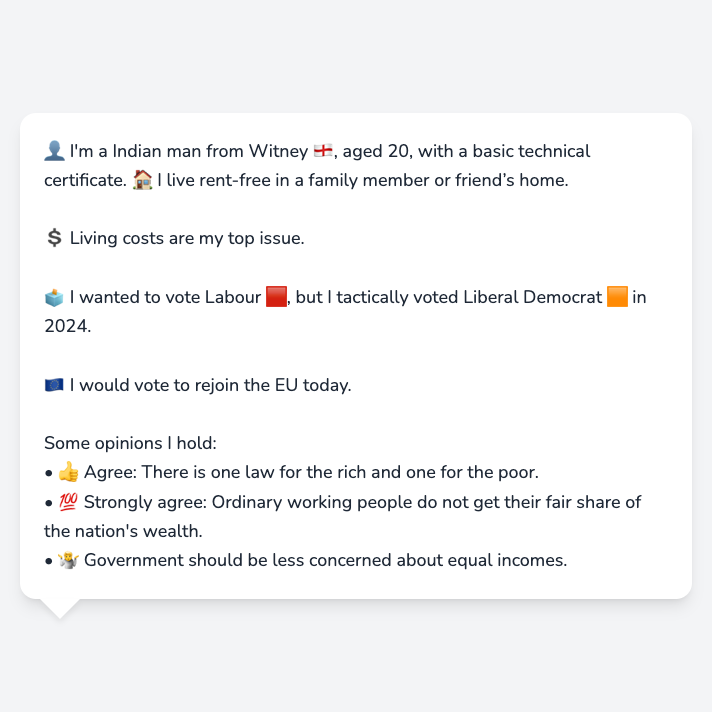 👤 I'm a Indian man from Witney 🏴󠁧󠁢󠁥󠁮󠁧󠁿, aged 20, with a basic technical
certificate. 🏠 I live rent-free in a family member or friend’s home.
💲 Living costs are my top issue.
🗳️ I wanted to vote Labour 🟥, but I tactically voted Liberal Democrat 🟧 in
2024.
🇪🇺 I would vote to rejoin the EU today.
Some opinions I hold:
• 👍 Agree: There is one law for the rich and one for the poor.
• 💯 Strongly agree: Ordinary working people do not get their fair share of
the nation's wealth.
• 🤷 Government should be less concerned about equal incomes.